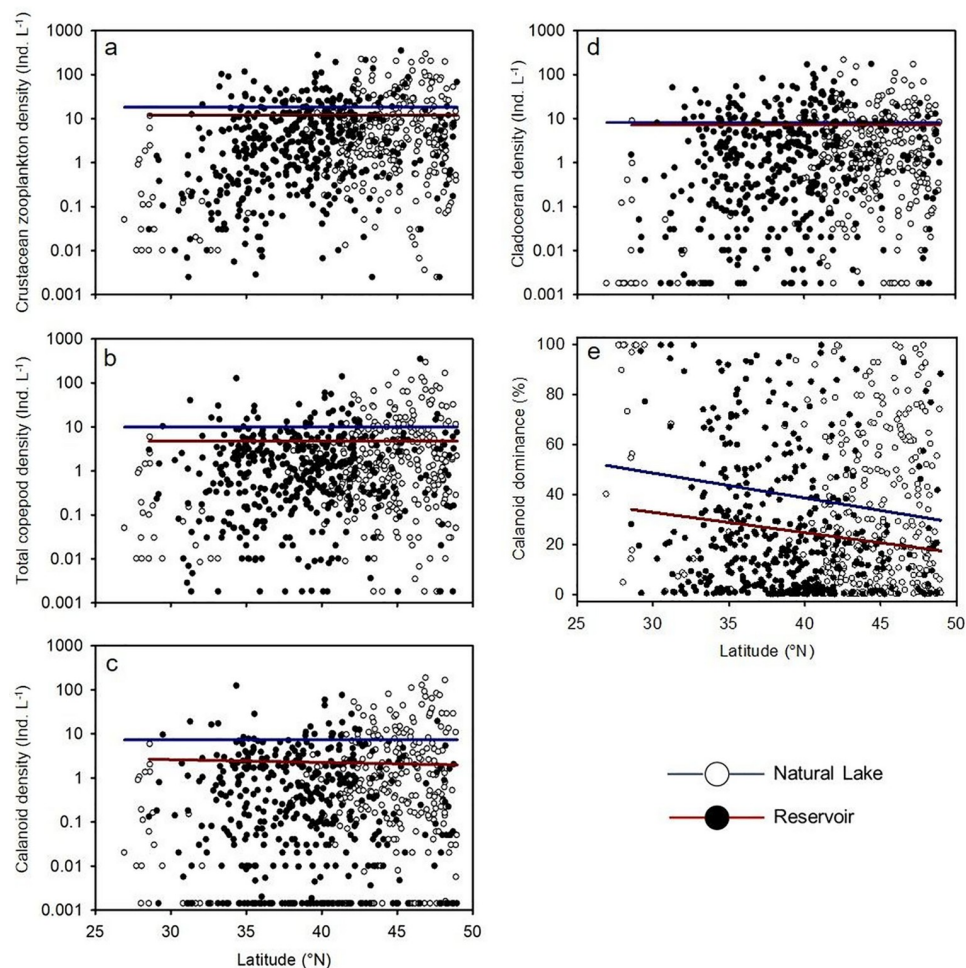 a
Crustacean zooplankton density (Ind. L⁻¹)
1000
100
10
1
0.1
0.01
0.001
b
Total copepod density (Ind. L⁻¹)
1000
100
10
1
0.1
0.01
0.001
c
Calanoid density (Ind. L⁻¹)
1000
100
10
1
0.1
0.01
0.001
25 30 35 40 45 50
Latitude (°N)
d
Cladoceran density (Ind. L⁻¹)
1000
100
10
1
0.1
0.01
0.001
e
Calanoid dominance (%)
100
80
60
40
20
0
25 30 35 40 45 50
Latitude (°N)
Natural Lake
Reservoir